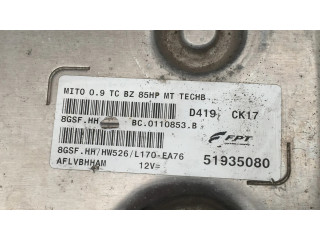 MITO 0.9 TC BZ 85HP MT TECHB
D419 CK17
8GSF.HH BC.0110853.B
FPT
8GSF.HH/HW526/L170-EA76 51935080
AFLVBHHAM 12V